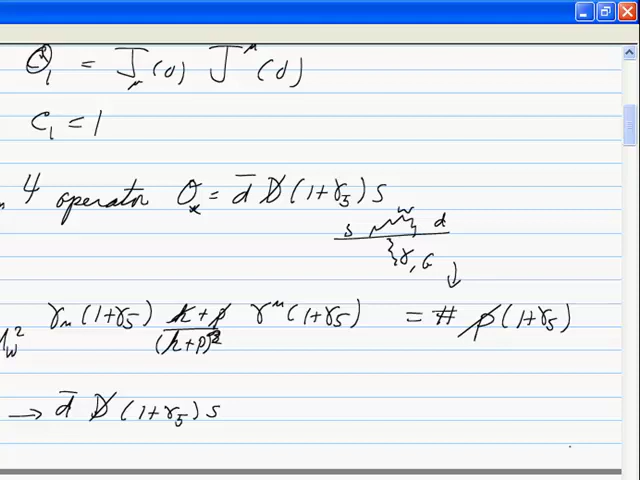 O₁ = J_μ(0) J^μ(0)
C₁ = 1
4 operator O = d̄ D̸ (1+γ₅) s
s w d
γ, G
M_W² γ_μ (1+γ₅) (k̸ + p̸)/(k+p)² γ^μ (1+γ₅) = # p̸ (1+γ₅)
→ d̄ D̸ (1+γ₅) s